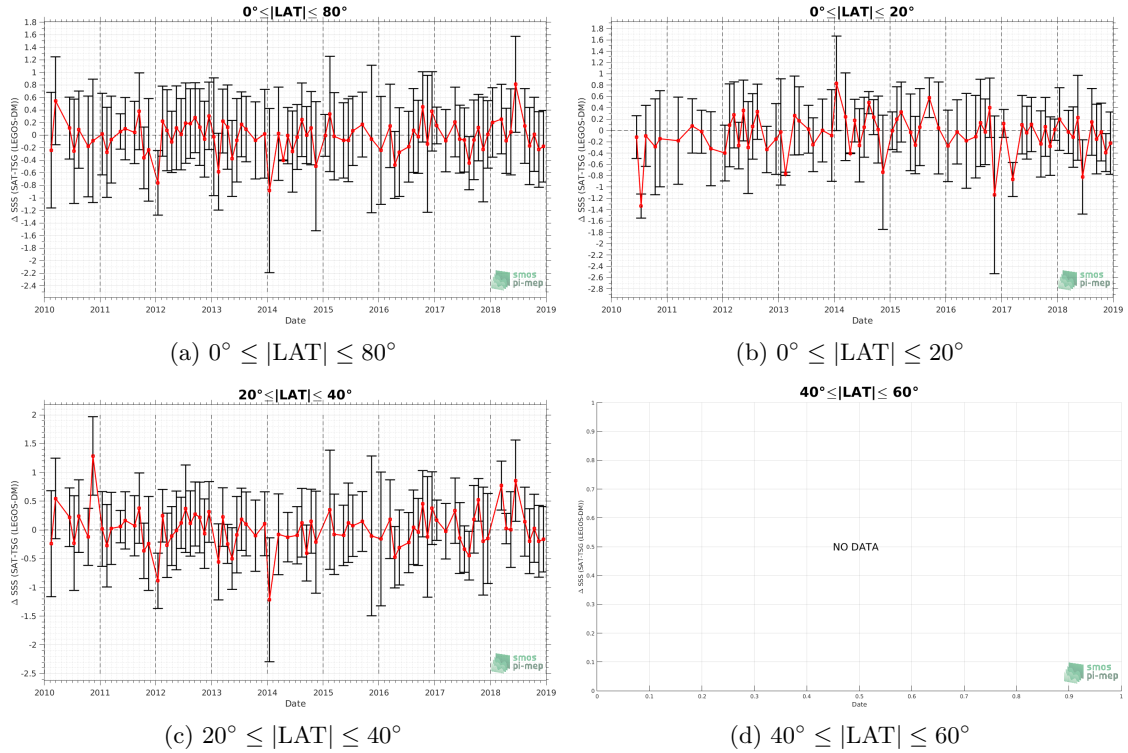 0°≤|LAT|≤ 80°
Δ SSS (SAT-TSG (LEGOS-DM))
1.8
1.6
1.4
1.2
1
0.8
0.6
0.4
0.2
0
-0.2
-0.4
-0.6
-0.8
-1
-1.2
-1.4
-1.6
-1.8
-2
-2.2
-2.4
2010 2011 2012 2013 2014 2015 2016 2017 2018 2019
Date
smos
pi-mep
(a) 0° ≤ |LAT| ≤ 80°
0°≤|LAT|≤ 20°
Δ SSS (SAT-TSG (LEGOS-DM))
1.8
1.6
1.4
1.2
1
0.8
0.6
0.4
0.2
0
-0.2
-0.4
-0.6
-0.8
-1
-1.2
-1.4
-1.6
-1.8
-2
-2.2
-2.4
-2.6
-2.8
2010 2011 2012 2013 2014 2015 2016 2017 2018 2019
Date
smos
pi-mep
(b) 0° ≤ |LAT| ≤ 20°
20°≤|LAT|≤ 40°
Δ SSS (SAT-TSG (LEGOS-DM))
2
1.5
1
0.5
0
-0.5
-1
-1.5
-2
-2.5
2010 2011 2012 2013 2014 2015 2016 2017 2018 2019
Date
smos
pi-mep
(c) 20° ≤ |LAT| ≤ 40°
40°≤|LAT|≤ 60°
Δ SSS (SAT-TSG (LEGOS-DM))
1
0.9
0.8
0.7
0.6
0.5
0.4
0.3
0.2
0.1
0
NO DATA
0 0.1 0.2 0.3 0.4 0.5 0.6 0.7 0.8 0.9 1
Date
smos
pi-mep
(d) 40° ≤ |LAT| ≤ 60°